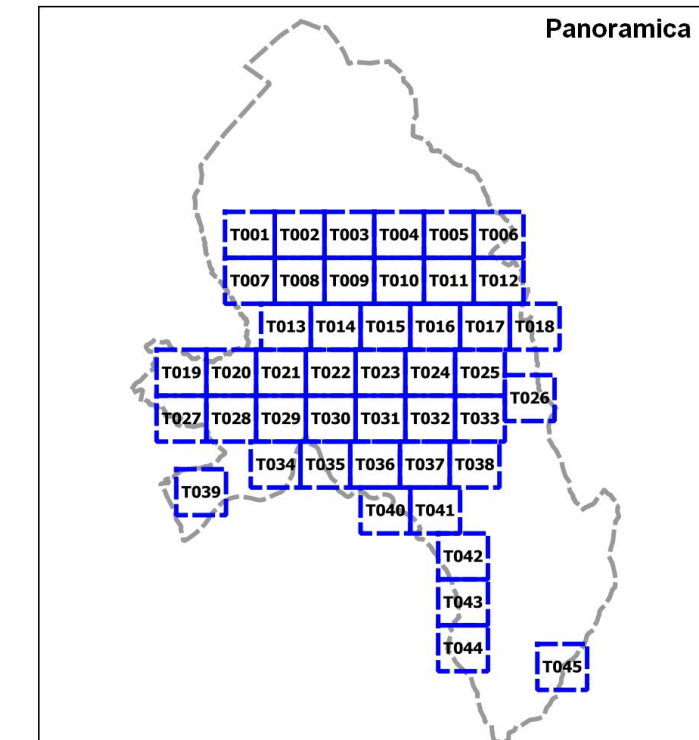 Panoramica
T001 T002 T003 T004 T005 T006
T007 T008 T009 T010 T011 T012
T013 T014 T015 T016 T017 T018
T019 T020 T021 T022 T023 T024 T025
T026
T027 T028 T029 T030 T031 T032 T033
T034 T035 T036 T037 T038
T039
T040 T041
T042
T043
T044
T045